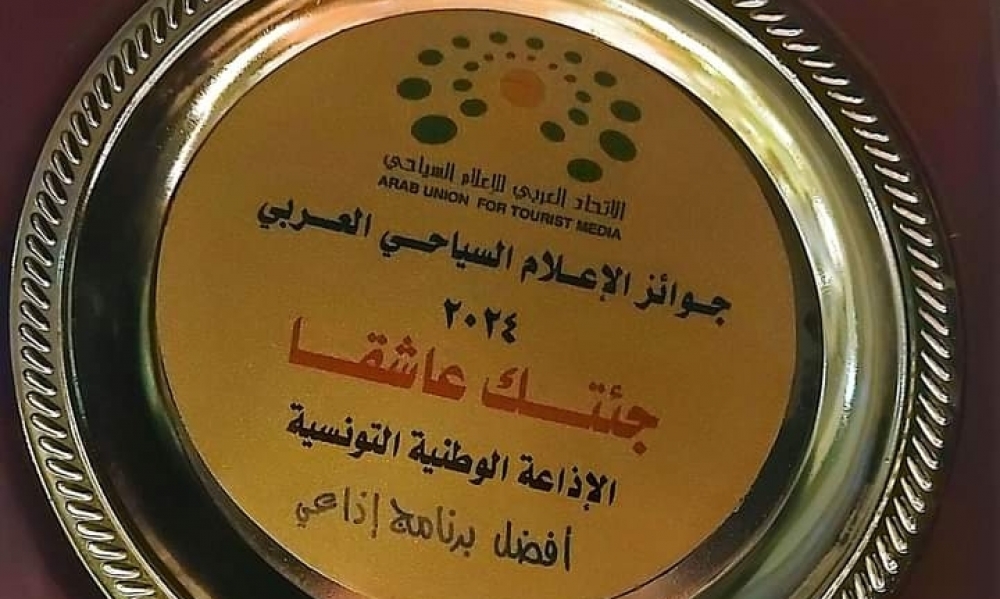 الاتحاد العربي للإعلام السياحي
ARAB UNION FOR TOURIST MEDIA
جوائز الإعلام السياحي العربي
٢٠٢٤
جئتك عاشقا
الإذاعة الوطنية التونسية
أفضل برنامج إذاعي